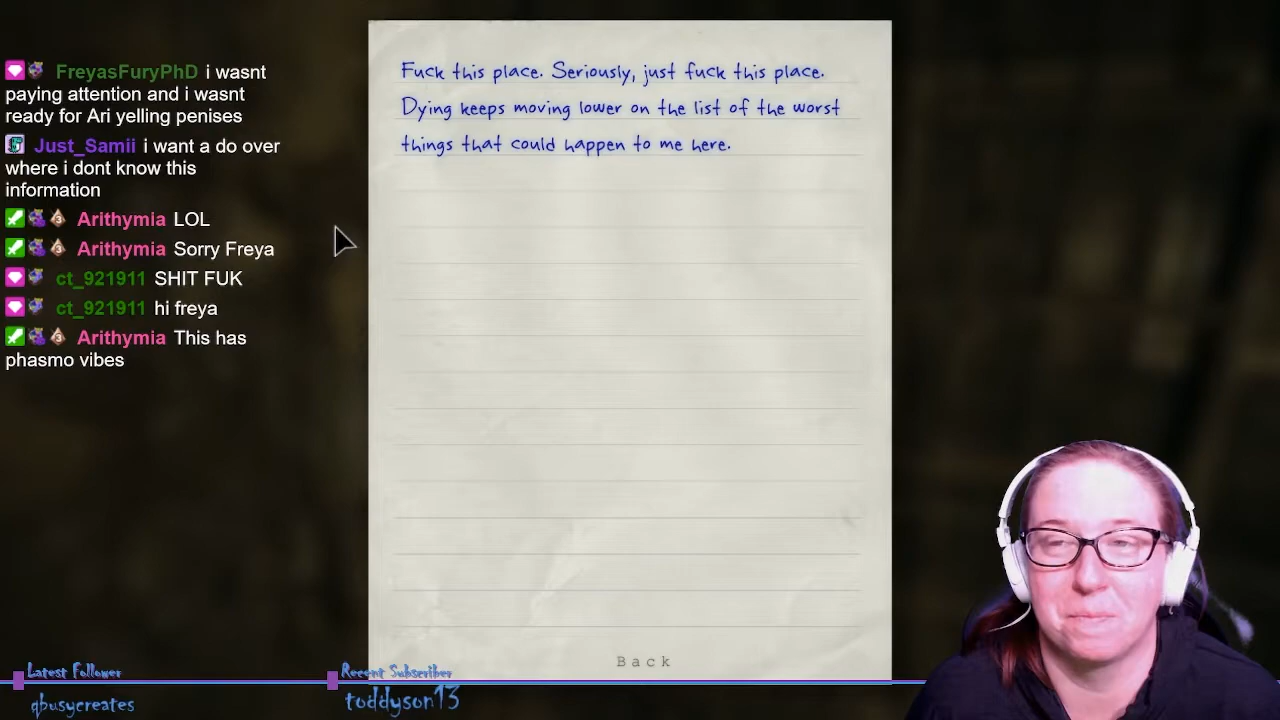 FreyasFuryPhD i wasnt
paying attention and i wasnt
ready for Ari yelling penises
Just_Samii i want a do over
where i dont know this
information
Arithymia LOL
Arithymia Sorry Freya
ct_921911 SHIT FUK
ct_921911 hi freya
Arithymia This has
phasmo vibes
Fuck this place. Seriously, just fuck this place.
Dying keeps moving lower on the list of the worst
things that could happen to me here.
Back
Latest Follower
qbusycreates
Recent Subscriber
toddyson13